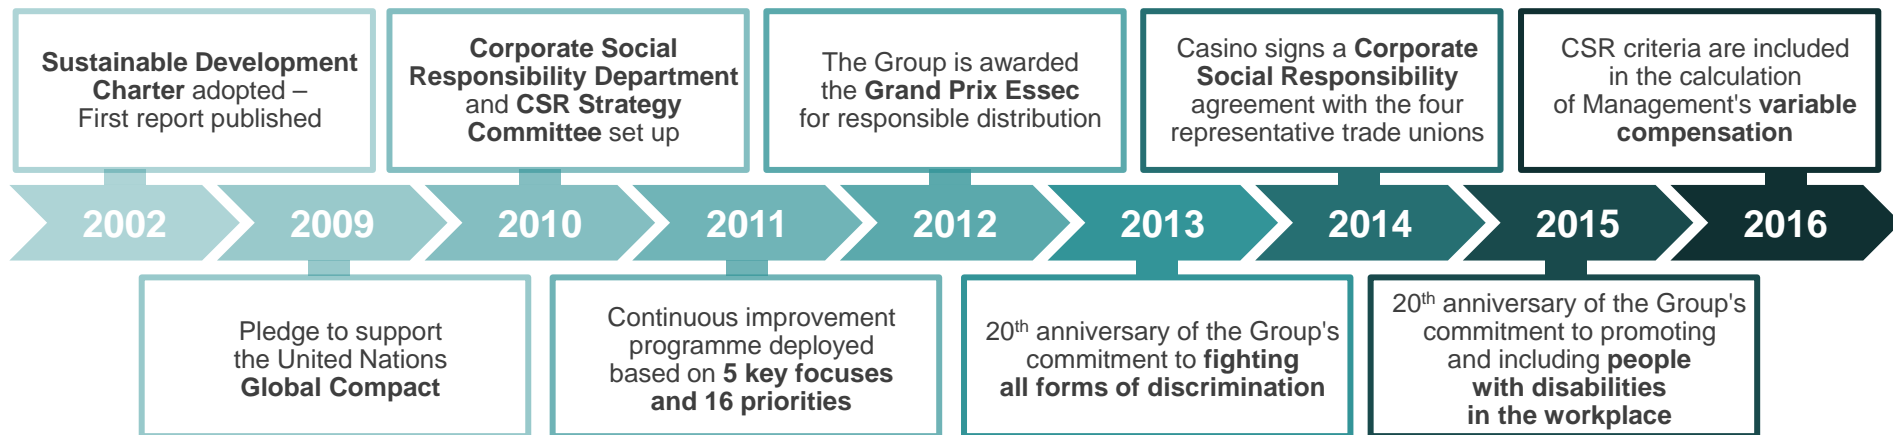 Sustainable Development
Charter adopted –
First report published
Corporate Social
Responsibility Department
and CSR Strategy
Committee set up
The Group is awarded
the Grand Prix Essec
for responsible distribution
Casino signs a Corporate
Social Responsibility
agreement with the four
representative trade unions
CSR criteria are included
in the calculation
of Management's variable
compensation
2002 2009 2010 2011 2012 2013 2014 2015 2016
Pledge to support
the United Nations
Global Compact
Continuous improvement
programme deployed
based on 5 key focuses
and 16 priorities
20th anniversary of the Group's
commitment to fighting
all forms of discrimination
20th anniversary of the Group's
commitment to promoting
and including people
with disabilities
in the workplace